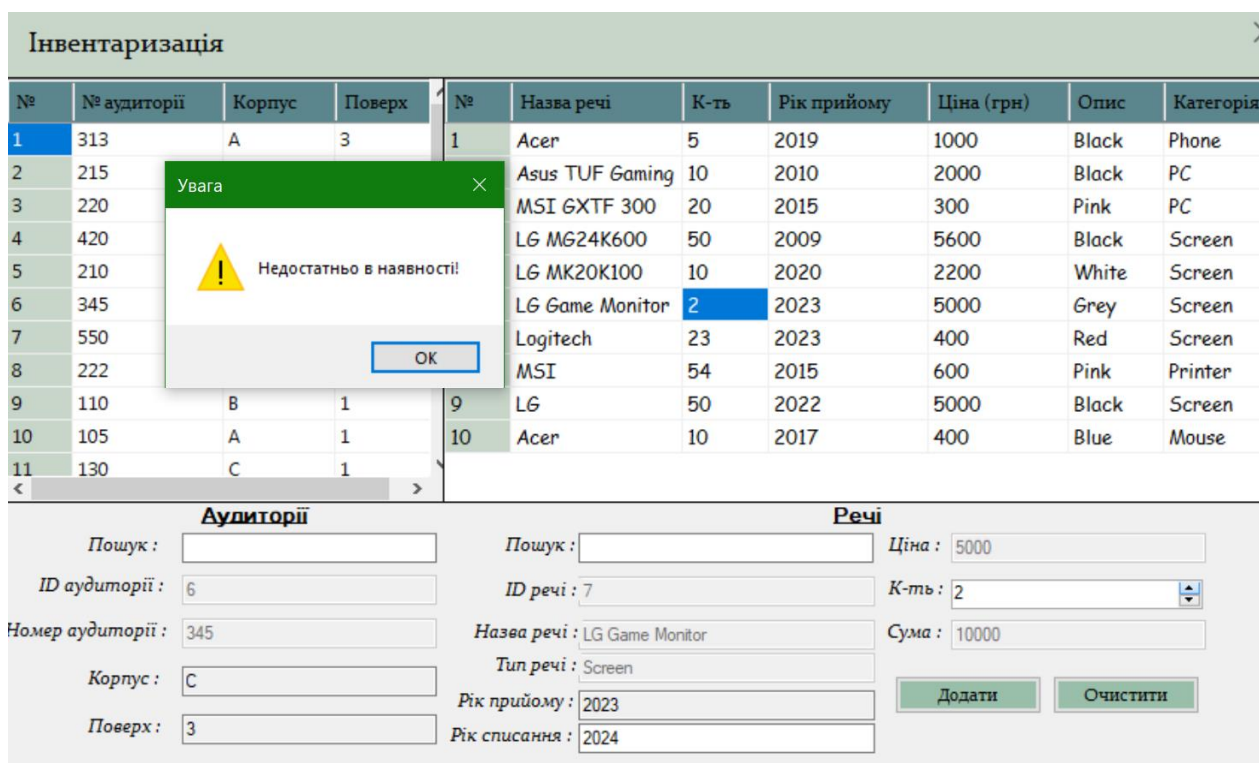 Інвентаризація
№ № аудиторії Корпус Поверх
1 313 А 3
2 215
3 220
4 420
5 210
6 345
7 550
8 222
9 110 В 1
10 105 А 1
11 130 С 1
№ Назва речі К-ть Рік прийому Ціна (грн) Опис Категорія
1 Acer 5 2019 1000 Black Phone
Asus TUF Gaming 10 2010 2000 Black PC
MSI GXTF 300 20 2015 300 Pink PC
LG MG24K600 50 2009 5600 Black Screen
LG MK20K100 10 2020 2200 White Screen
LG Game Monitor 2 2023 5000 Grey Screen
Logitech 23 2023 400 Red Screen
MSI 54 2015 600 Pink Printer
9 LG 50 2022 5000 Black Screen
10 Acer 10 2017 400 Blue Mouse
Увага
Недостатньо в наявності!
ОК
Аудиторії
Пошук :
ID аудиторії : 6
Номер аудиторії : 345
Корпус : C
Поверх : 3
Речі
Пошук :
ID речі : 7
Назва речі : LG Game Monitor
Тип речі : Screen
Рік прийому : 2023
Рік списання : 2024
Ціна : 5000
К-ть : 2
Сума : 10000
Додати Очистити